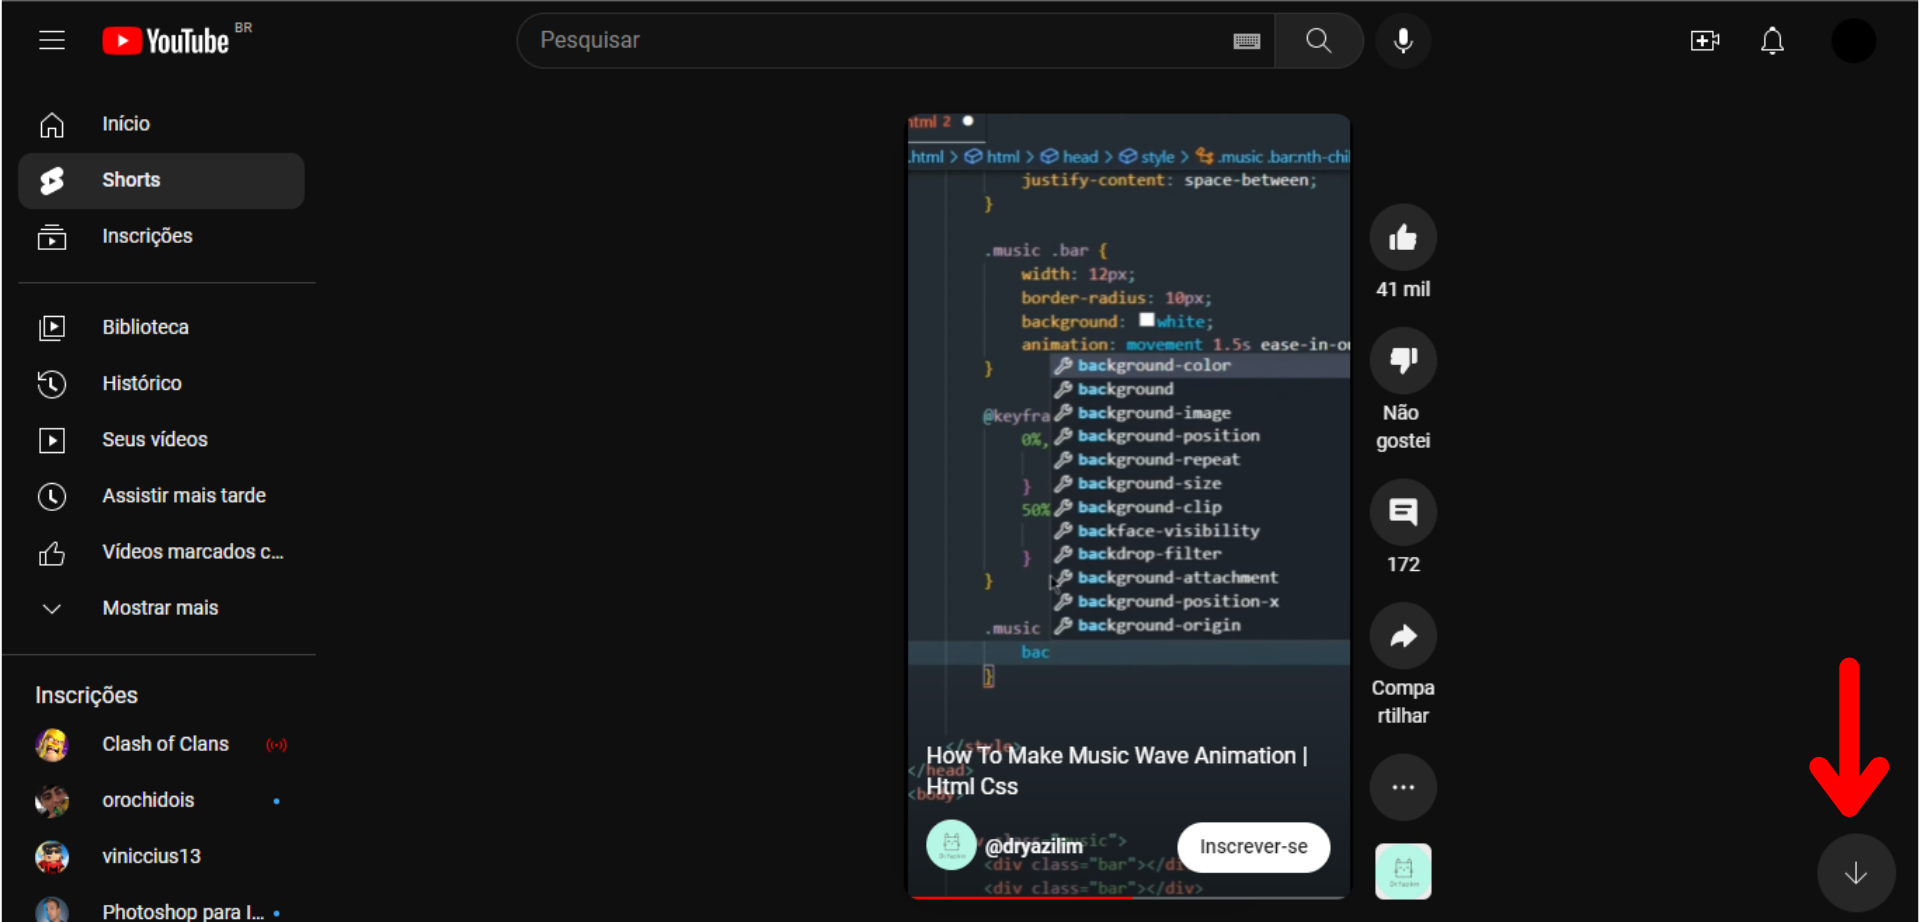 YouTube BR
Pesquisar
Início
Shorts
Inscrições
Biblioteca
Histórico
Seus vídeos
Assistir mais tarde
Vídeos marcados c...
Mostrar mais
Inscrições
Clash of Clans
orochidois
viniccius13
Photoshop para I...
html 2
.html > html > head > style > .music .bar:nth-chi
justify-content: space-between;
}
.music .bar {
width: 12px;
border-radius: 10px;
background: white;
animation: movement 1.5s ease-in-ou
}
background-color
background
@keyfra
background-image
0%,
background-position
background-repeat
}
background-size
50%
background-clip
backface-visibility
}
backdrop-filter
}
background-attachment
background-position-x
.music
background-origin
bac
}
</style>
How To Make Music Wave Animation |
</head>
Html Css
<body>
class="music">
@dryazilim
Inscrever-se
<div class="bar"></di
<div class="bar"></div>
41 mil
Não
gostei
172
Compa
rtilhar